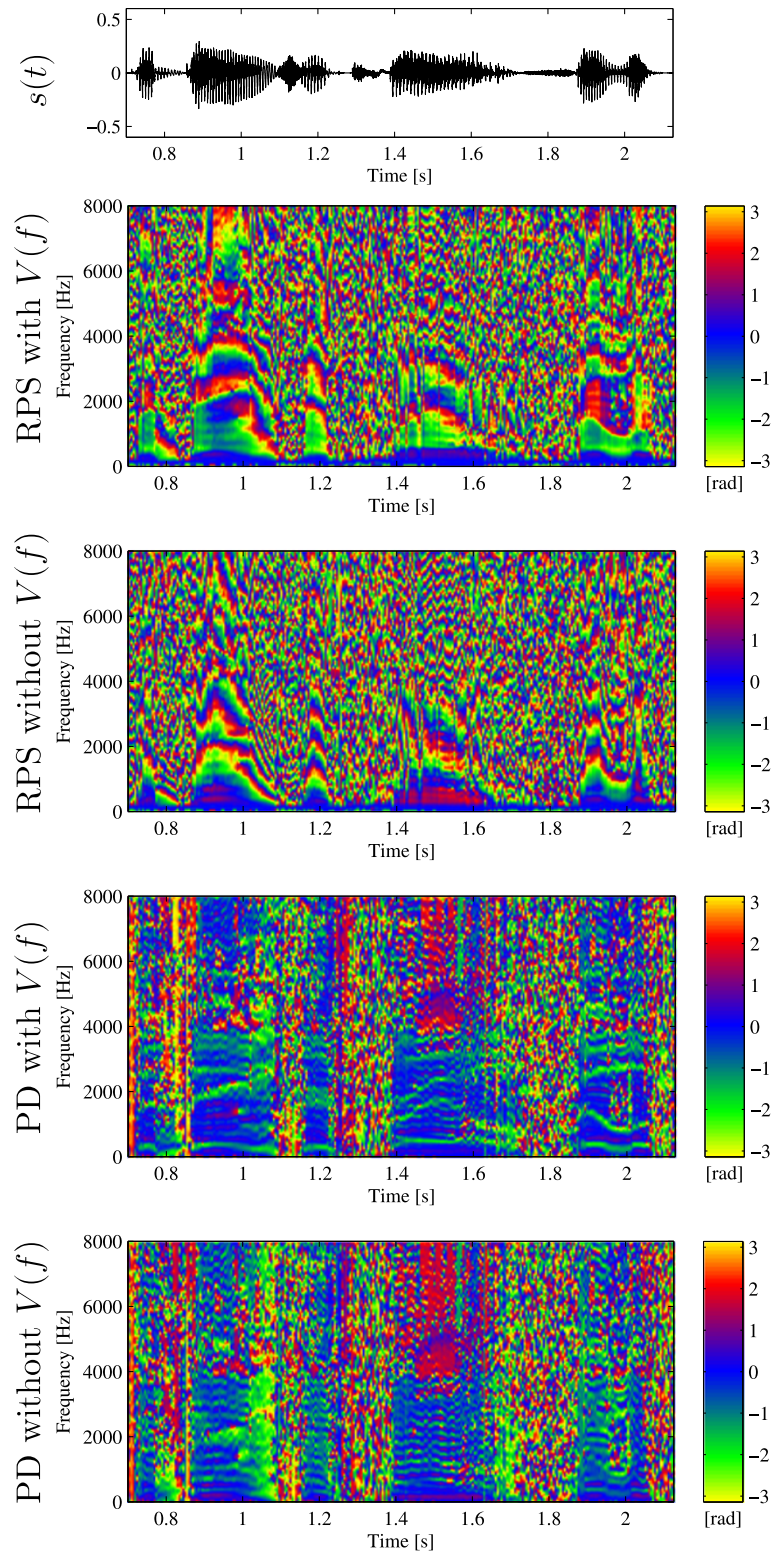 s(t)
0.5
0
−0.5
0.8 1 1.2 1.4 1.6 1.8 2
Time [s]
RPS with V(f)
Frequency [Hz]
8000
6000
4000
2000
0
0.8 1 1.2 1.4 1.6 1.8 2
Time [s]
3
2
1
0
−1
−2
−3
[rad]
RPS without V(f)
Frequency [Hz]
8000
6000
4000
2000
0
0.8 1 1.2 1.4 1.6 1.8 2
Time [s]
3
2
1
0
−1
−2
−3
[rad]
PD with V(f)
Frequency [Hz]
8000
6000
4000
2000
0
0.8 1 1.2 1.4 1.6 1.8 2
Time [s]
3
2
1
0
−1
−2
−3
[rad]
PD without V(f)
Frequency [Hz]
8000
6000
4000
2000
0
0.8 1 1.2 1.4 1.6 1.8 2
Time [s]
3
2
1
0
−1
−2
−3
[rad]